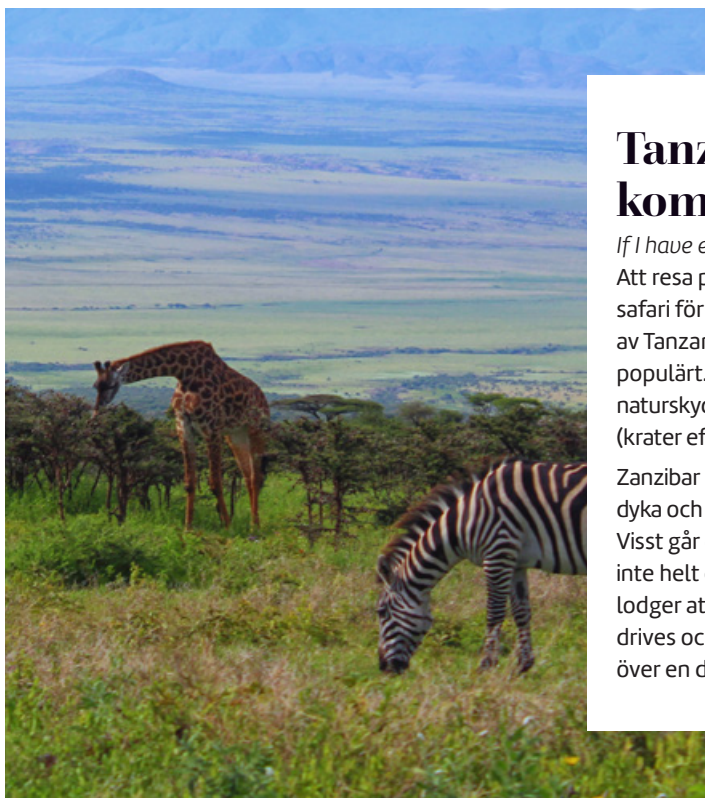 Tanz
kom
If I have e
Att resa p
safari för
av Tanzan
populärt.
naturskyd
(krater ef
Zanzibar
dyka och
Visst går
inte helt
lodger at
drives oc
över en d